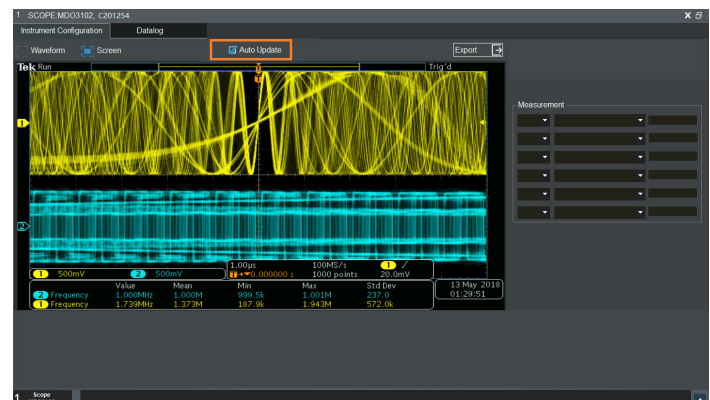 1 SCOPE:MDO3102, C201254 X
Instrument Configuration Datalog
Waveform Screen Auto Update Export
Tek Run Trig'd
Measurement
1
2
1 500mV 2 500mV 1.00µs 100MS/s 1 /
0.000000 s 1000 points 20.0mV
Value Mean Min Max Std Dev
2 Frequency 1.000MHz 1.000M 999.5k 1.001M 237.0
1 Frequency 1.739MHz 1.373M 187.9k 1.943M 572.0k
13 May 2018
01:29:51
1 Scope